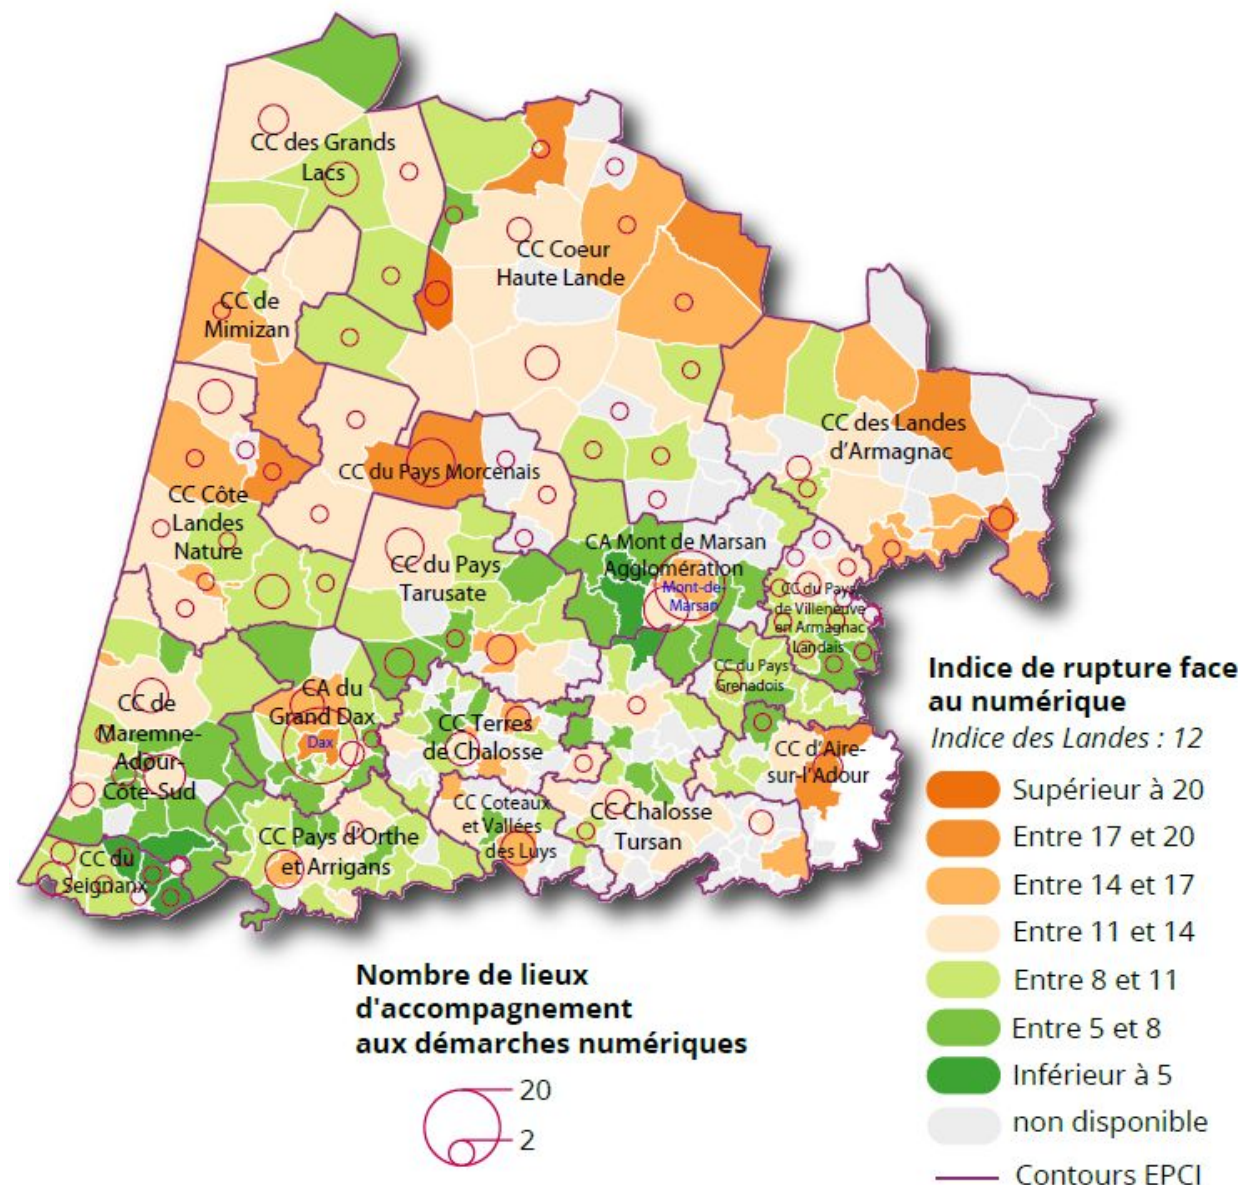 CC des Grands
Lacs
CC Coeur
Haute Lande
CC de
Mimizan
CC des Landes
d'Armagnac
CC du Pays Morcenais
CC Côte
Landes
Nature
CC du Pays
Tarusate
CA Mont de Marsan
Agglomération
Mont-de-
Marsan
CC du Pays
de Villeneuve
en Armagnac
Landais
CC du Pays
Grenadois
CA du
Grand Dax
Dax
CC de
Maremne-
Adour-
Côte-Sud
CC Terres
de Chalosse
CC d'Aire-
sur-l'Adour
CC Coteaux
et Vallées
des Luys
CC Chalosse
Tursan
CC Pays d'Orthe
et Arrigans
CC du
Seignanx
Indice de rupture face
au numérique
Indice des Landes : 12
Supérieur à 20
Entre 17 et 20
Entre 14 et 17
Entre 11 et 14
Entre 8 et 11
Entre 5 et 8
Inférieur à 5
non disponible
Contours EPCI
Nombre de lieux
d'accompagnement
aux démarches numériques
20
2